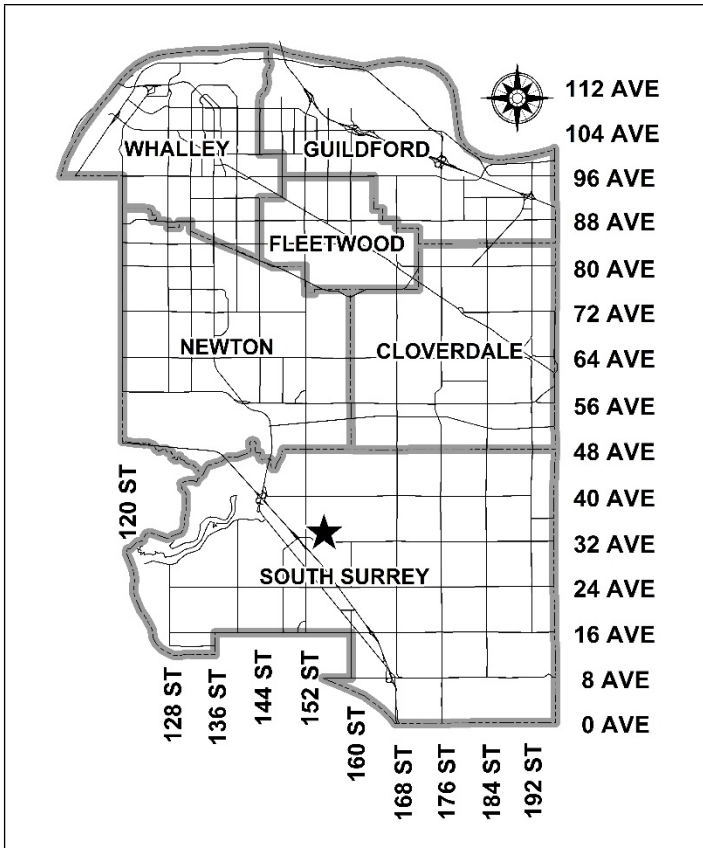 112 AVE
104 AVE
WHALLEY
GUILDFORD
96 AVE
88 AVE
FLEETWOOD
80 AVE
72 AVE
NEWTON
CLOVERDALE
64 AVE
56 AVE
48 AVE
120 ST
40 AVE
32 AVE
SOUTH SURREY
24 AVE
16 AVE
128 ST
136 ST
144 ST
152 ST
8 AVE
160 ST
0 AVE
168 ST
176 ST
184 ST
192 ST